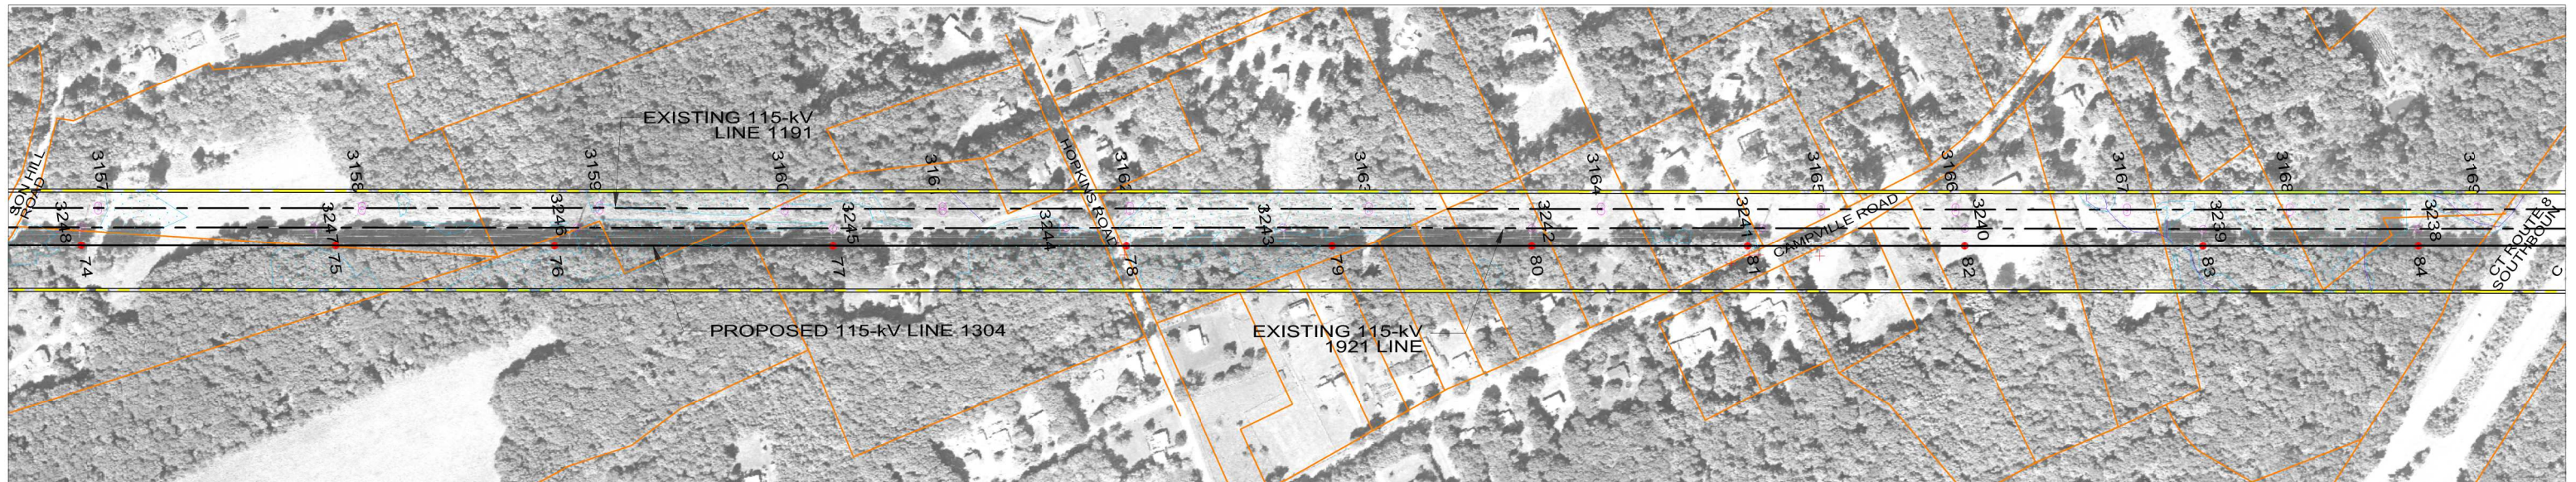 EXISTING 115-kV
LINE 1191
SON HILL
ROAD
3157
3158
3159
3160
316
HOPKINS ROAD
3162
3163
3164
3165
3166
3167
3168
3169
3248
3247
3246
3245
3244
3243
3242
3241
CAMPVILLE ROAD
3240
3239
3238
CT ROUTE 8
SOUTHBOUN
C
74
75
76
77
78
79
80
81
82
83
84
PROPOSED 115-kV LINE 1304
EXISTING 115-kV
1921 LINE